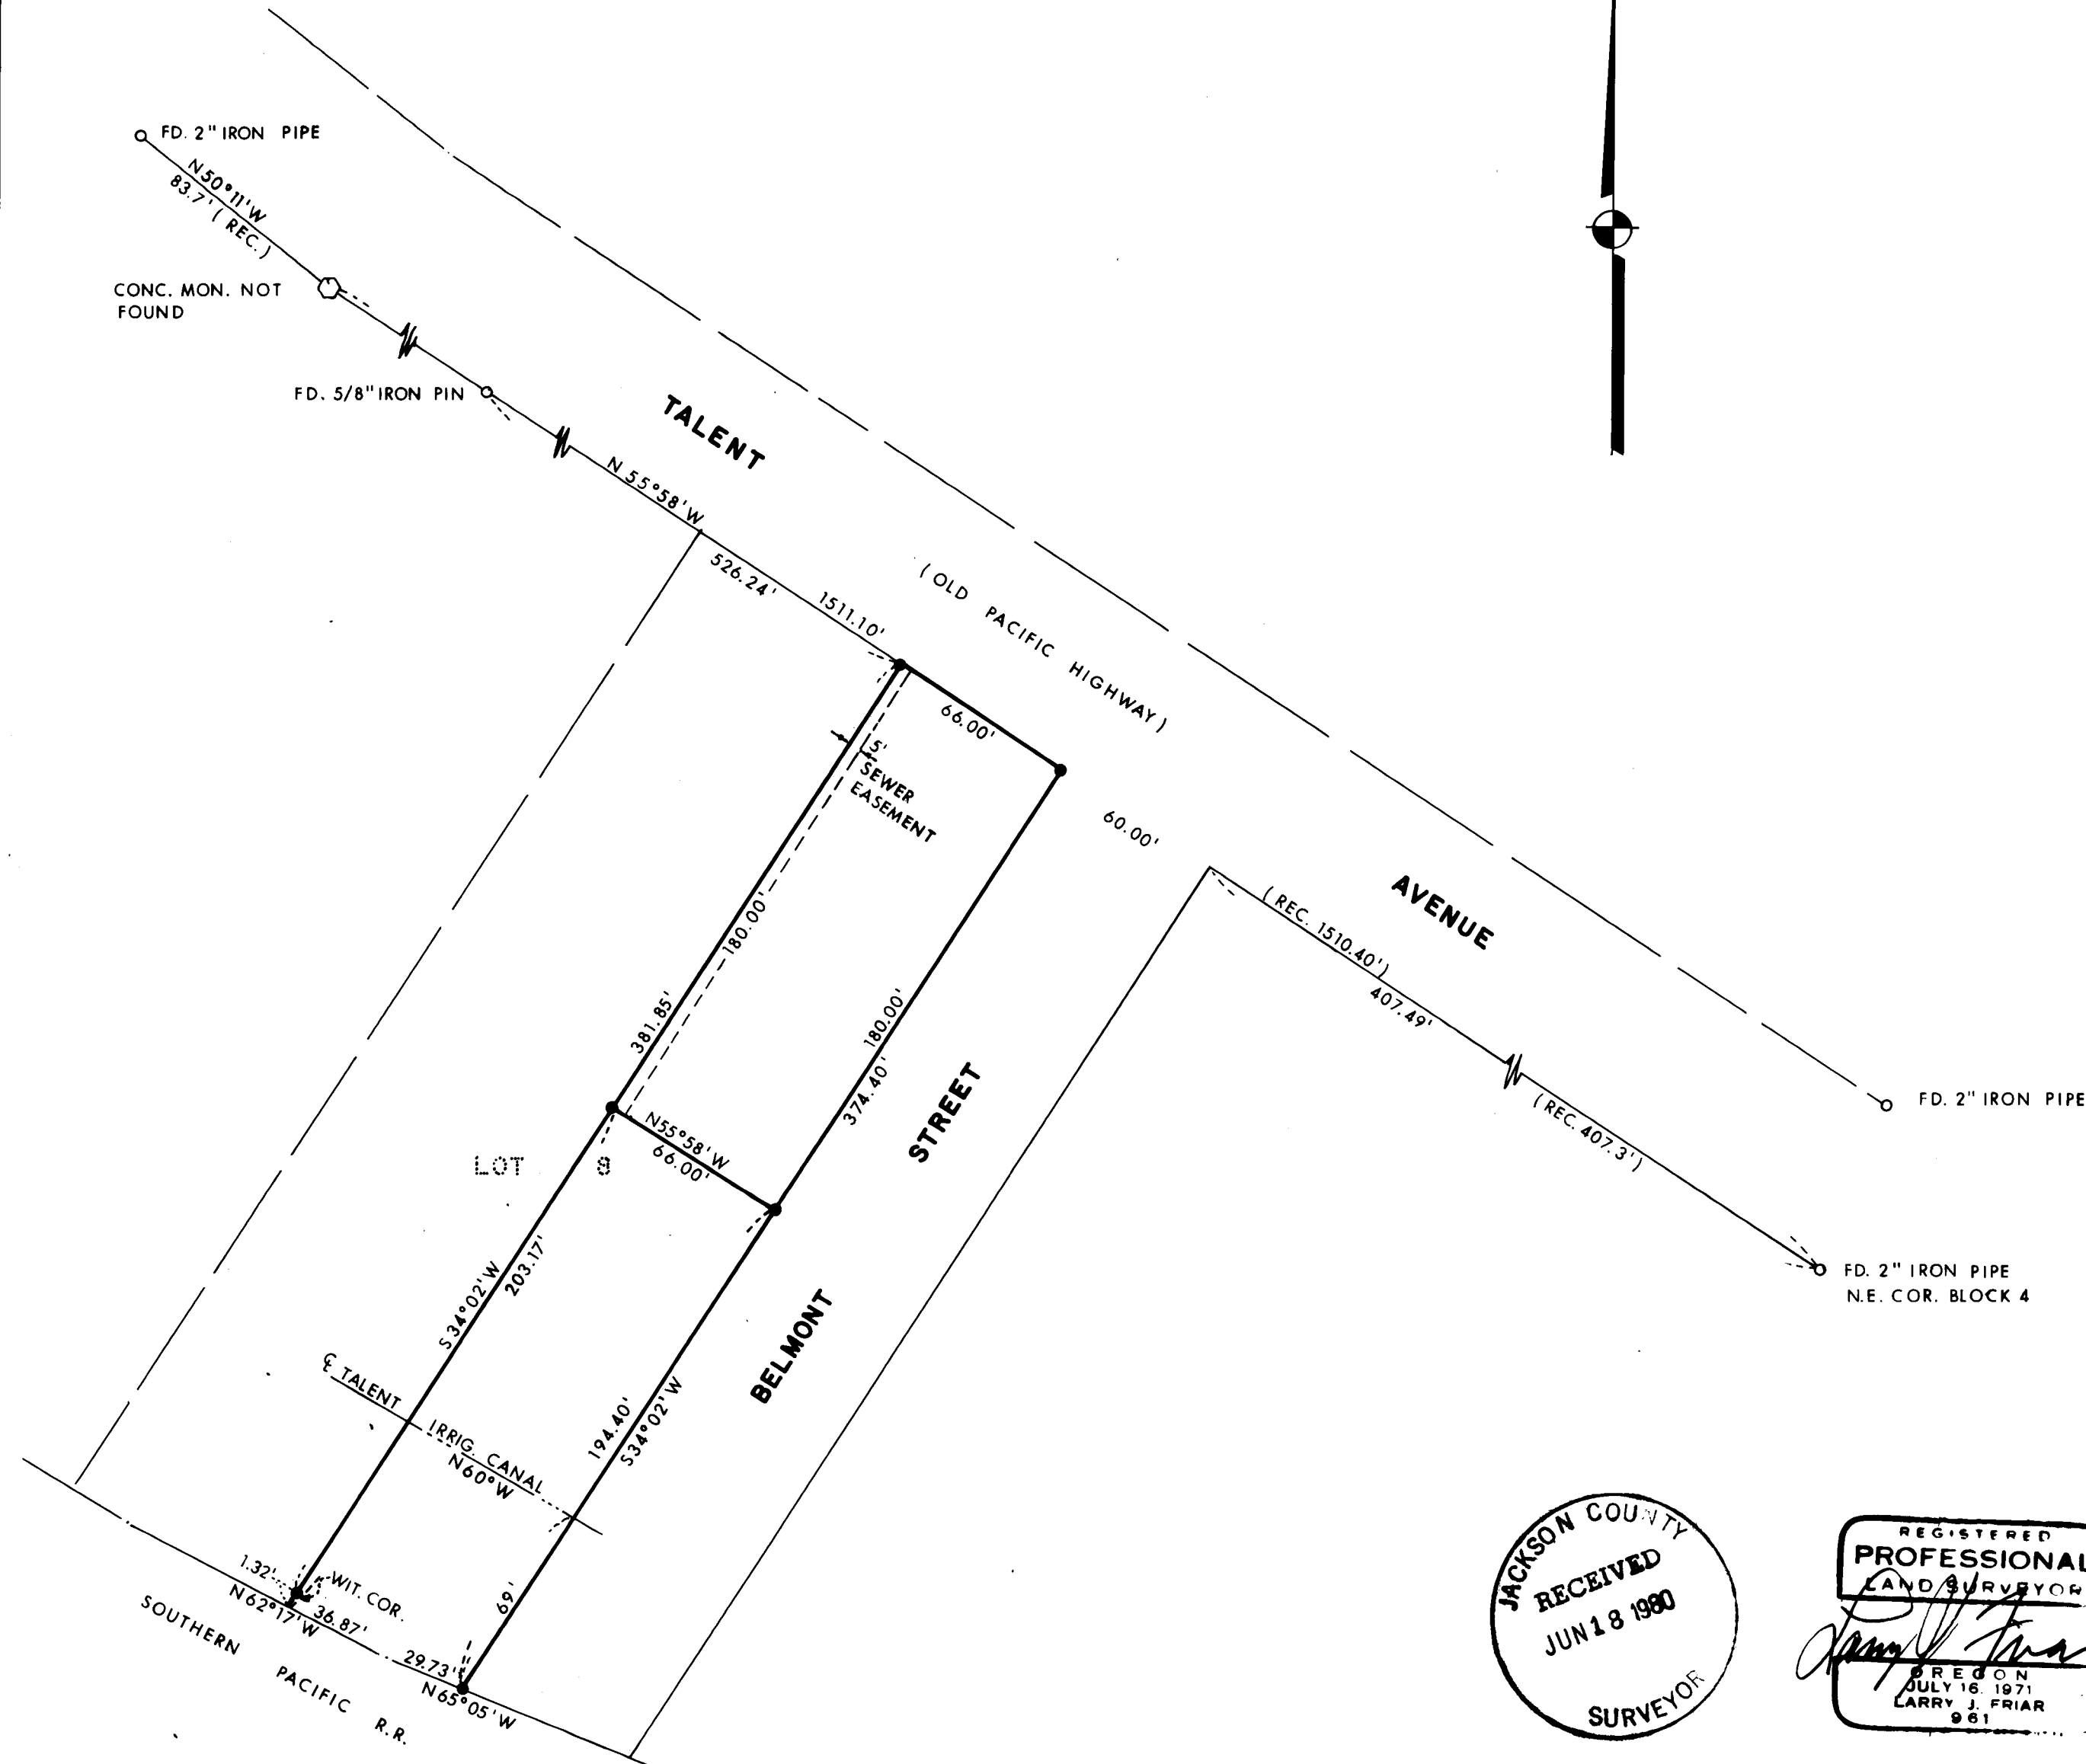 FD. 2" IRON PIPE
N50°11'W
83.7' (REC.)
CONC. MON. NOT
FOUND
FD. 5/8" IRON PIN
TALENT
N 55°58'W
526.24'
1511.10'
(OLD PACIFIC HIGHWAY)
66.00'
5'
SEWER
EASEMENT
60.00'
AVENUE
(REC. 1510.40')
407.49'
(REC. 407.3')
FD. 2" IRON PIPE
FD. 2" IRON PIPE
N.E. COR. BLOCK 4
180.00'
381.85'
180.00'
374.40'
STREET
BELMONT
N55°58'W
66.00'
LOT 8
S34°02'W
203.17'
194.40'
S34°02'W
℄ TALENT IRRIG. CANAL
N60°W
69'
1.32'
WIT. COR.
N62°17'W
36.87'
29.73'
N65°05'W
SOUTHERN PACIFIC R.R.
JACKSON COUNTY
RECEIVED
JUN 18 1980
SURVEYOR
REGISTERED
PROFESSIONAL
LAND SURVEYOR
OREGON
JULY 16, 1971
LARRY J. FRIAR
961